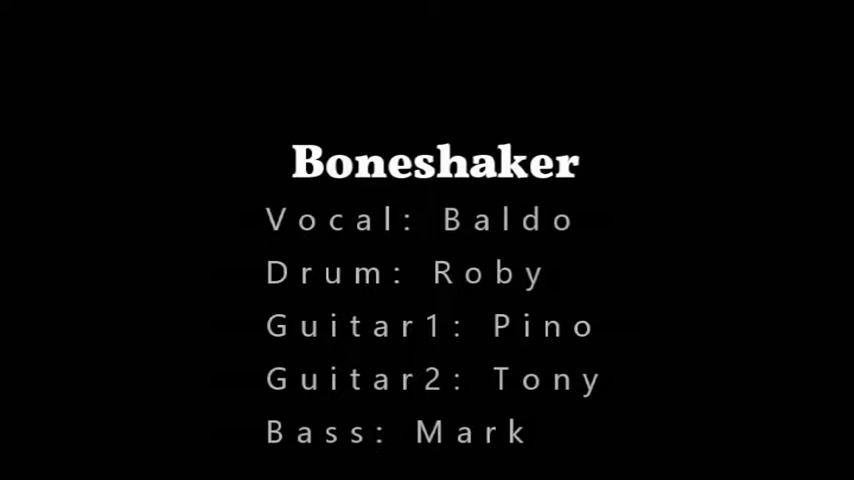 Boneshaker
Vocal: Baldo
Drum: Roby
Guitar1: Pino
Guitar2: Tony
Bass: Mark